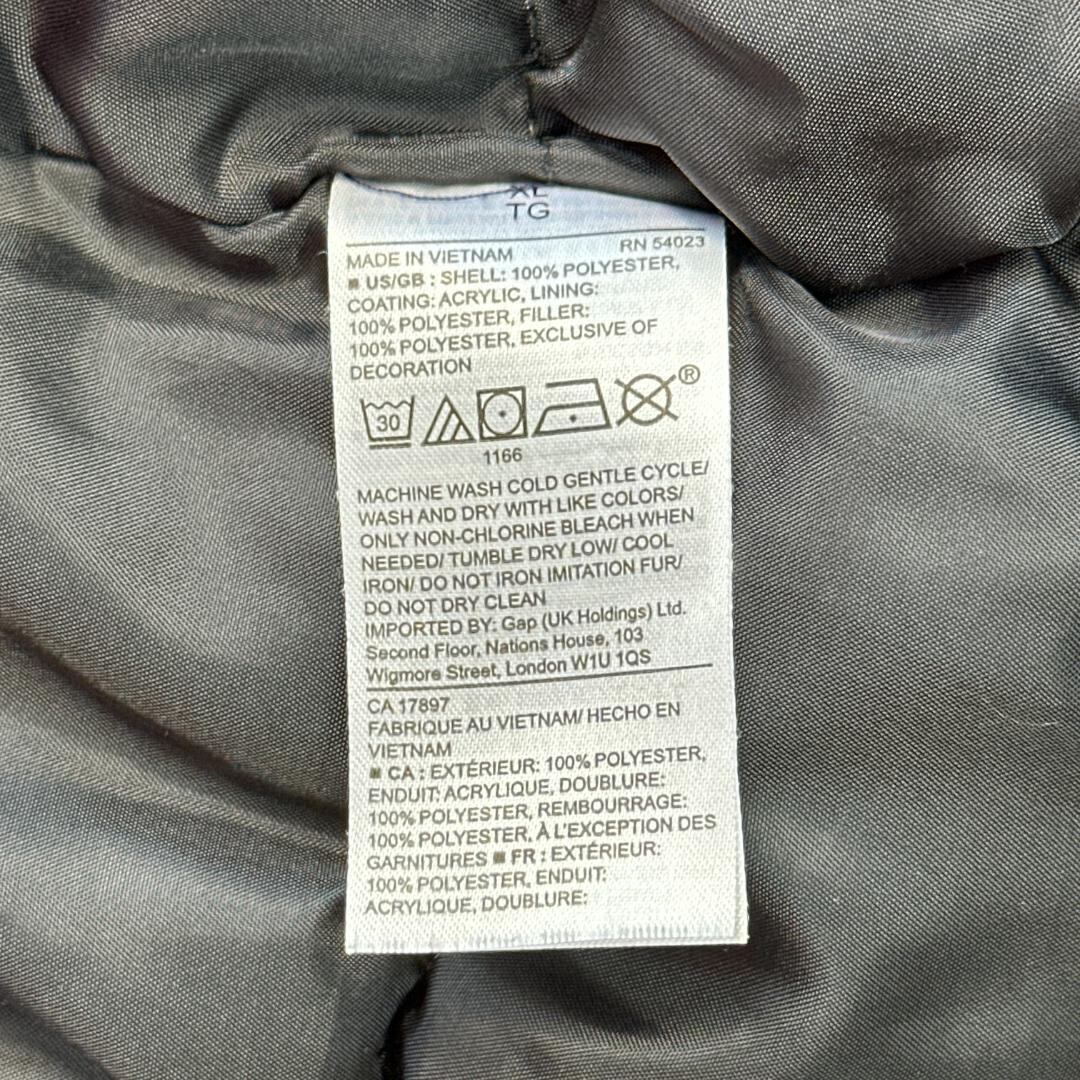 XL
TG
RN 54023
MADE IN VIETNAM
■ US/GB : SHELL: 100% POLYESTER,
COATING: ACRYLIC, LINING:
100% POLYESTER, FILLER:
100% POLYESTER, EXCLUSIVE OF
DECORATION
30
®
1166
MACHINE WASH COLD GENTLE CYCLE/
WASH AND DRY WITH LIKE COLORS/
ONLY NON-CHLORINE BLEACH WHEN
NEEDED/ TUMBLE DRY LOW/ COOL
IRON/ DO NOT IRON IMITATION FUR/
DO NOT DRY CLEAN
IMPORTED BY: Gap (UK Holdings) Ltd.
Second Floor, Nations House, 103
Wigmore Street, London W1U 1QS
CA 17897
FABRIQUE AU VIETNAM/ HECHO EN
VIETNAM
■ CA : EXTÉRIEUR: 100% POLYESTER,
ENDUIT: ACRYLIQUE, DOUBLURE:
100% POLYESTER, REMBOURRAGE:
100% POLYESTER, À L'EXCEPTION DES
GARNITURES ■ FR : EXTÉRIEUR:
100% POLYESTER, ENDUIT:
ACRYLIQUE, DOUBLURE: